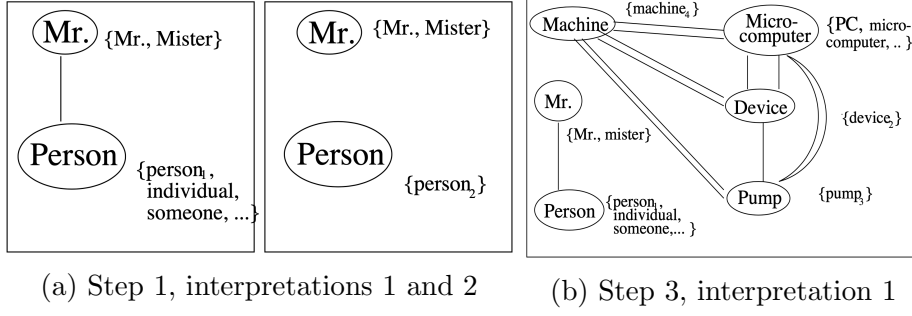 Mr.
{Mr., Mister}
Person
{person₁,
individual,
someone, ...}
Mr.
{Mr., Mister}
Person
{person₂}
(a) Step 1, interpretations 1 and 2
Machine
{machine₄}
Micro-
computer
{PC, micro-
computer, .. }
Mr.
{Mr., mister}
Device
{device₂}
Person
{person₁,
individual,
someone,... }
Pump
{pump₃}
(b) Step 3, interpretation 1